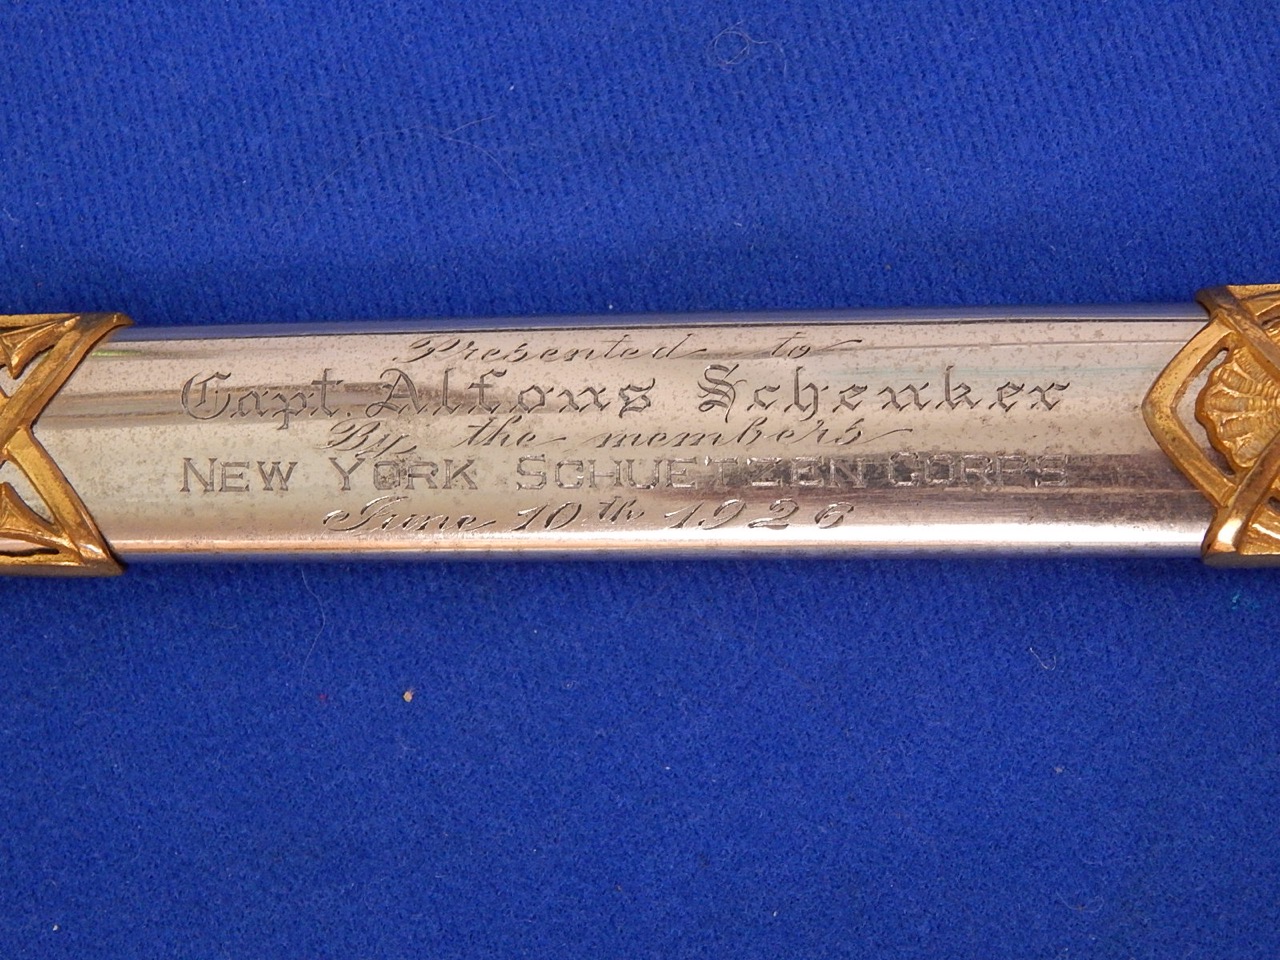 Presented to
Capt. Alfons Schenker
By the members
NEW YORK SCHUETZEN CORPS
June 10th 1926